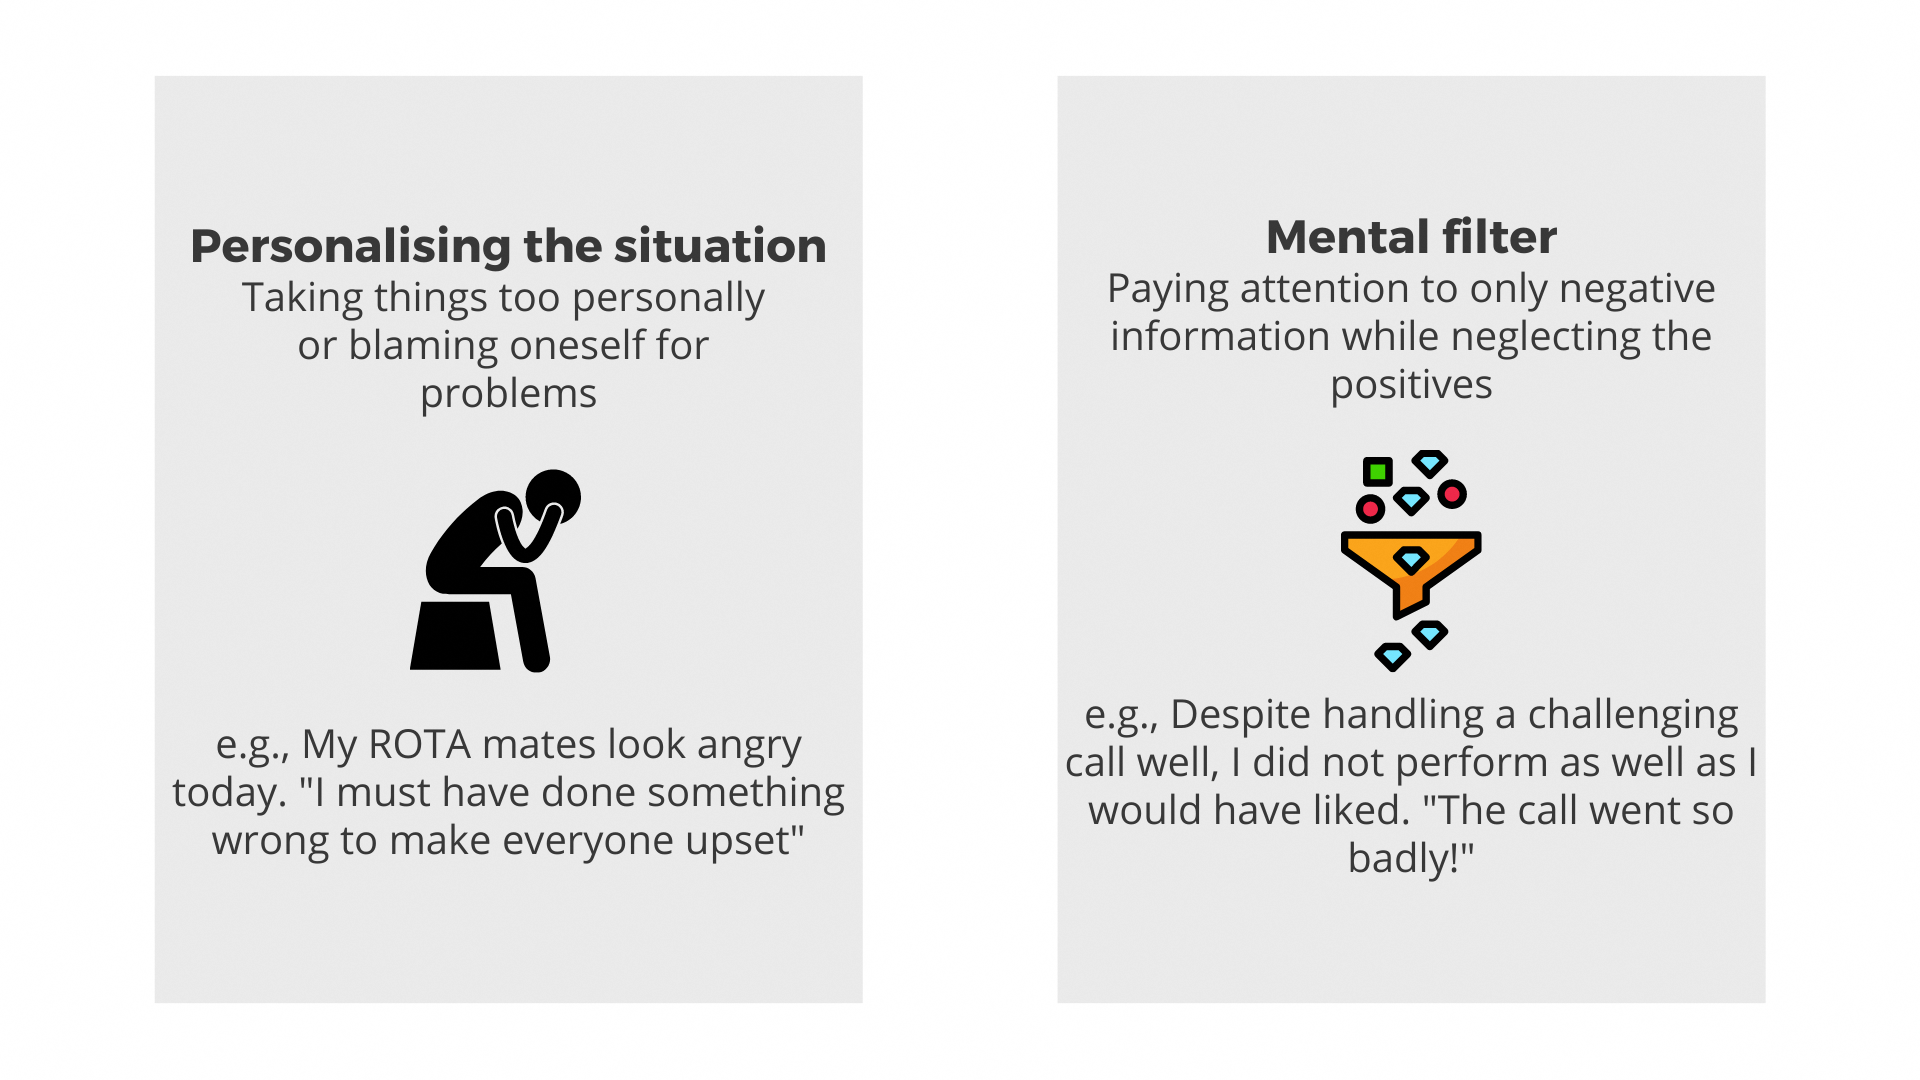 Personalising the situation
Taking things too personally
or blaming oneself for
problems
e.g., My ROTA mates look angry
today. "I must have done something
wrong to make everyone upset"
Mental filter
Paying attention to only negative
information while neglecting the
positives
e.g., Despite handling a challenging
call well, I did not perform as well as I
would have liked. "The call went so
badly!"